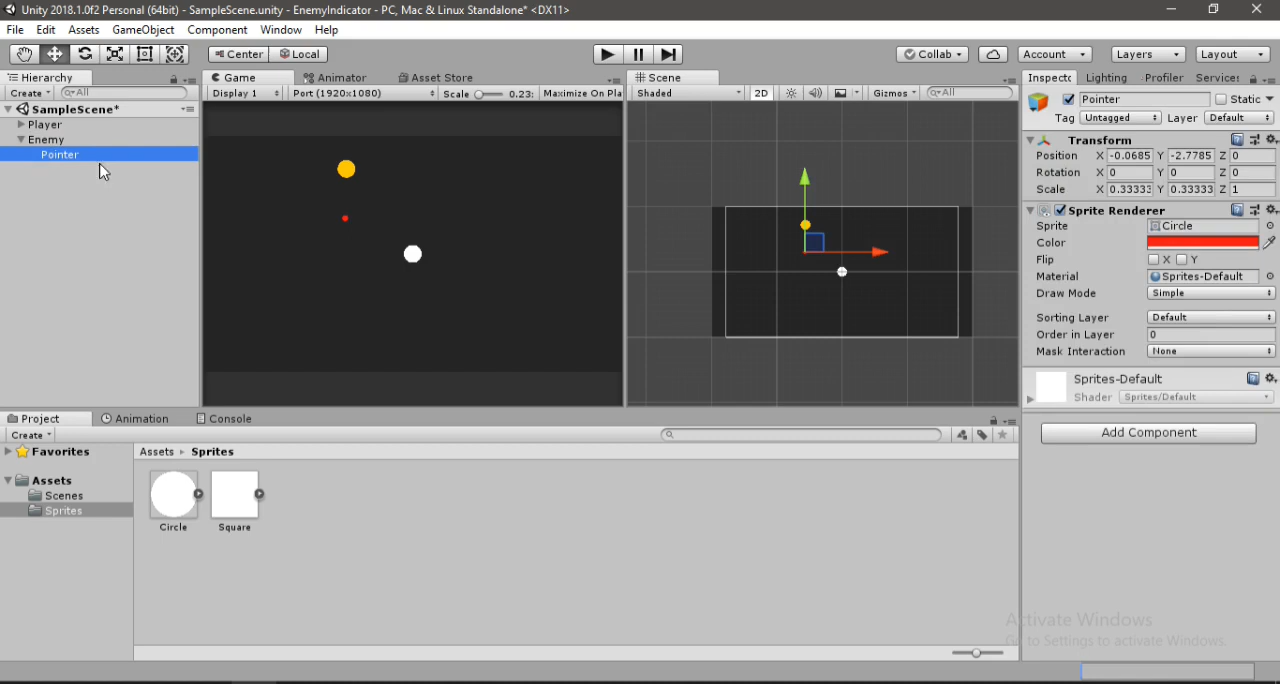 Unity 2018.1.0f2 Personal (64bit) - SampleScene.unity - EnemyIndicator - PC, Mac & Linux Standalone* <DX11>
File Edit Assets GameObject Component Window Help
Center Local Collab Account Layers Layout
Hierarchy
Create All
SampleScene*
Player
Enemy
Pointer
Game Animator Asset Store
Display 1 Port (1920x1080) Scale 0.23: Maximize On Pla
Scene
Shaded 2D Gizmos All
Inspectc Lighting Profiler Services
Pointer Static
Tag Untagged Layer Default
Transform
Position X -0.0685 Y -2.7785 Z 0
Rotation X 0 Y 0 Z 0
Scale X 0.33333 Y 0.33333 Z 1
Sprite Renderer
Sprite Circle
Color
Flip X Y
Material Sprites-Default
Draw Mode Simple
Sorting Layer Default
Order in Layer 0
Mask Interaction None
Sprites-Default
Shader Sprites/Default
Add Component
Project Animation Console
Create
Favorites
Assets
Scenes
Sprites
Assets Sprites
Circle Square
Activate Windows
Go to Settings to activate Windows.